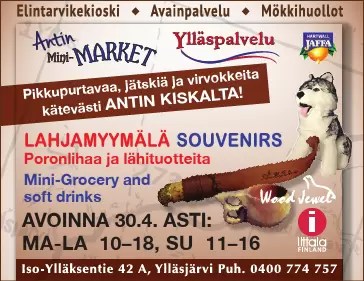 Elintarvikekioski ◆ Avainpalvelu ◆ Mökkihuollot
Antin
Mini-MARKET
Ylläspalvelu
HARTWALL
JAFFA
Pikkupurtavaa, jätskiä ja virvokkeita
kätevästi ANTIN KISKALTA!
LAHJAMYYMÄLÄ SOUVENIRS
Poronlihaa ja lähituotteita
Mini-Grocery and
soft drinks
Wood Jewel
AVOINNA 30.4. ASTI:
MA-LA 10–18, SU 11–16
i
iittala
FINLAND
Iso-Ylläksentie 42 A, Ylläsjärvi Puh. 0400 774 757